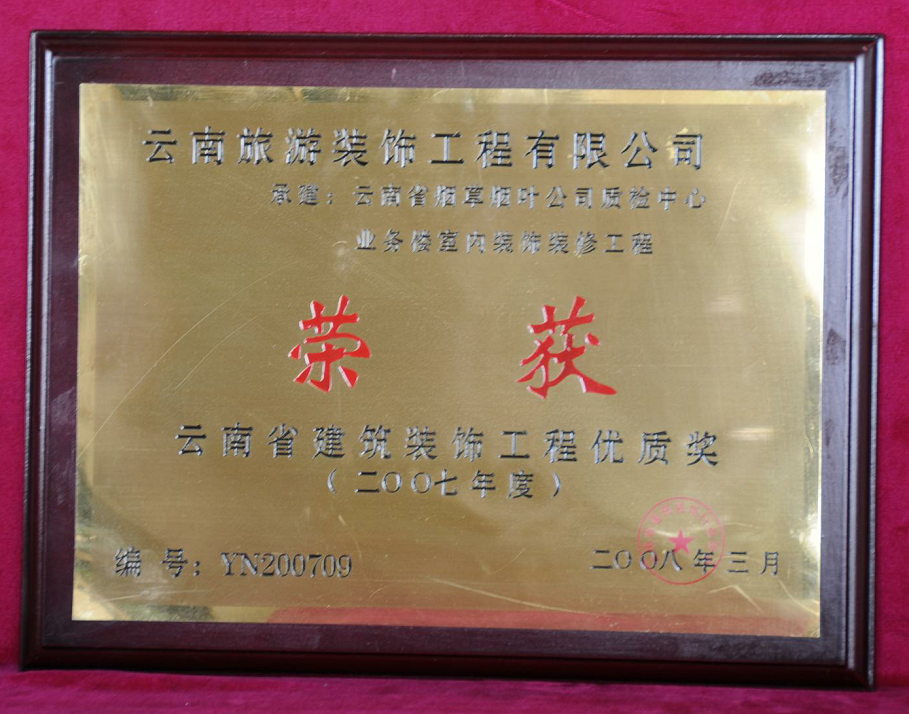 云南旅游装饰工程有限公司
承建：云南省烟草烟叶公司质检中心
业务楼室内装饰装修工程
荣获
云南省建筑装饰工程优质奖
（二〇〇七年度）
编号：YN200709
二〇〇八年三月